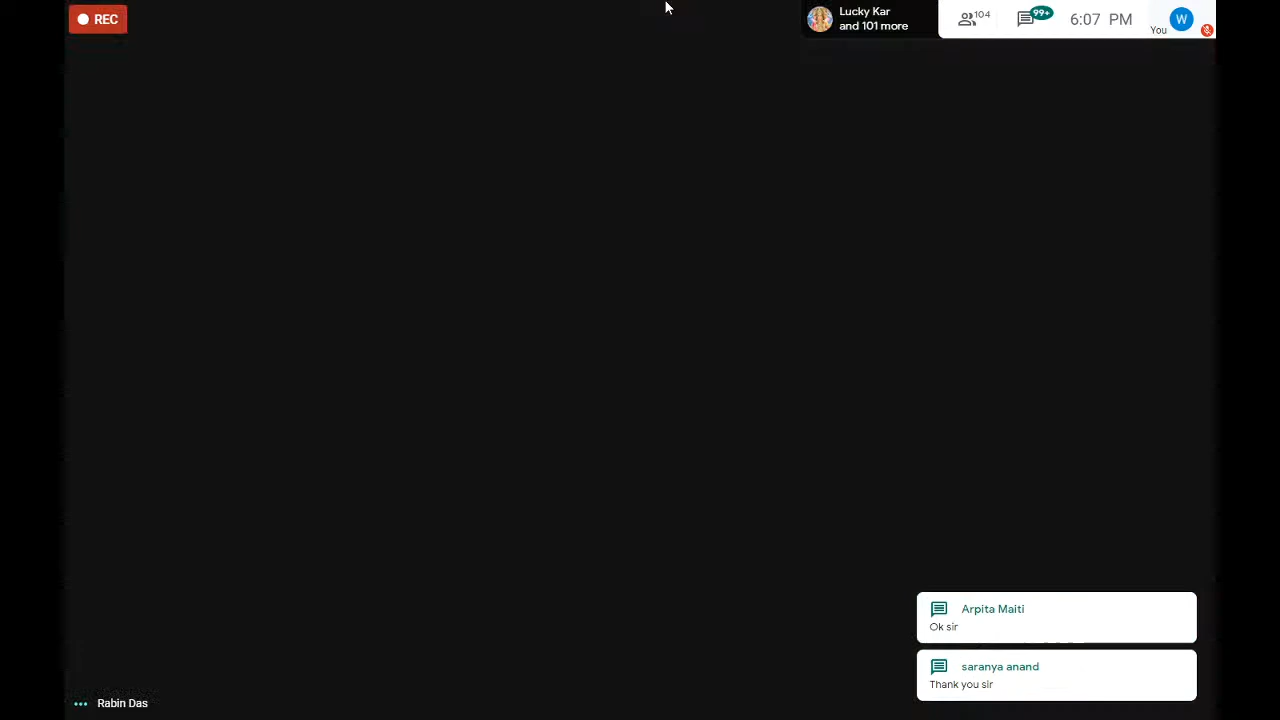 REC
Lucky Kar
and 101 more
104
99+
6:07 PM
You
W
Arpita Maiti
Ok sir
saranya anand
Thank you sir
Rabin Das